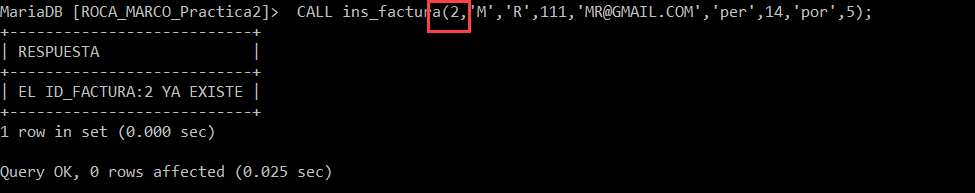 MariaDB [ROCA_MARCO_Practica2]> CALL ins_factura(2,'M','R',111,'MR@GMAIL.COM','per',14,'por',5);
+---------------------------+
| RESPUESTA                 |
+---------------------------+
| EL ID_FACTURA:2 YA EXISTE |
+---------------------------+
1 row in set (0.000 sec)
Query OK, 0 rows affected (0.025 sec)